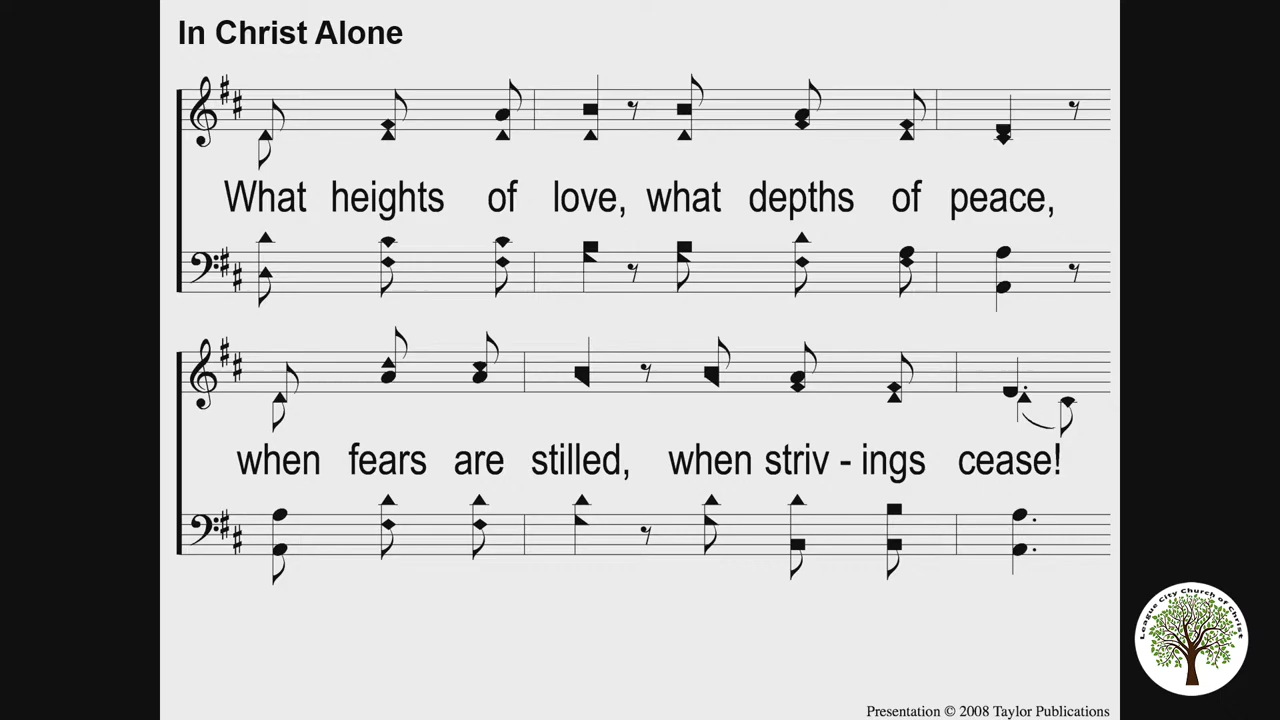 In Christ Alone
What heights of love, what depths of peace,
when fears are stilled, when striv - ings cease!
League City Church of Christ
Presentation © 2008 Taylor Publications